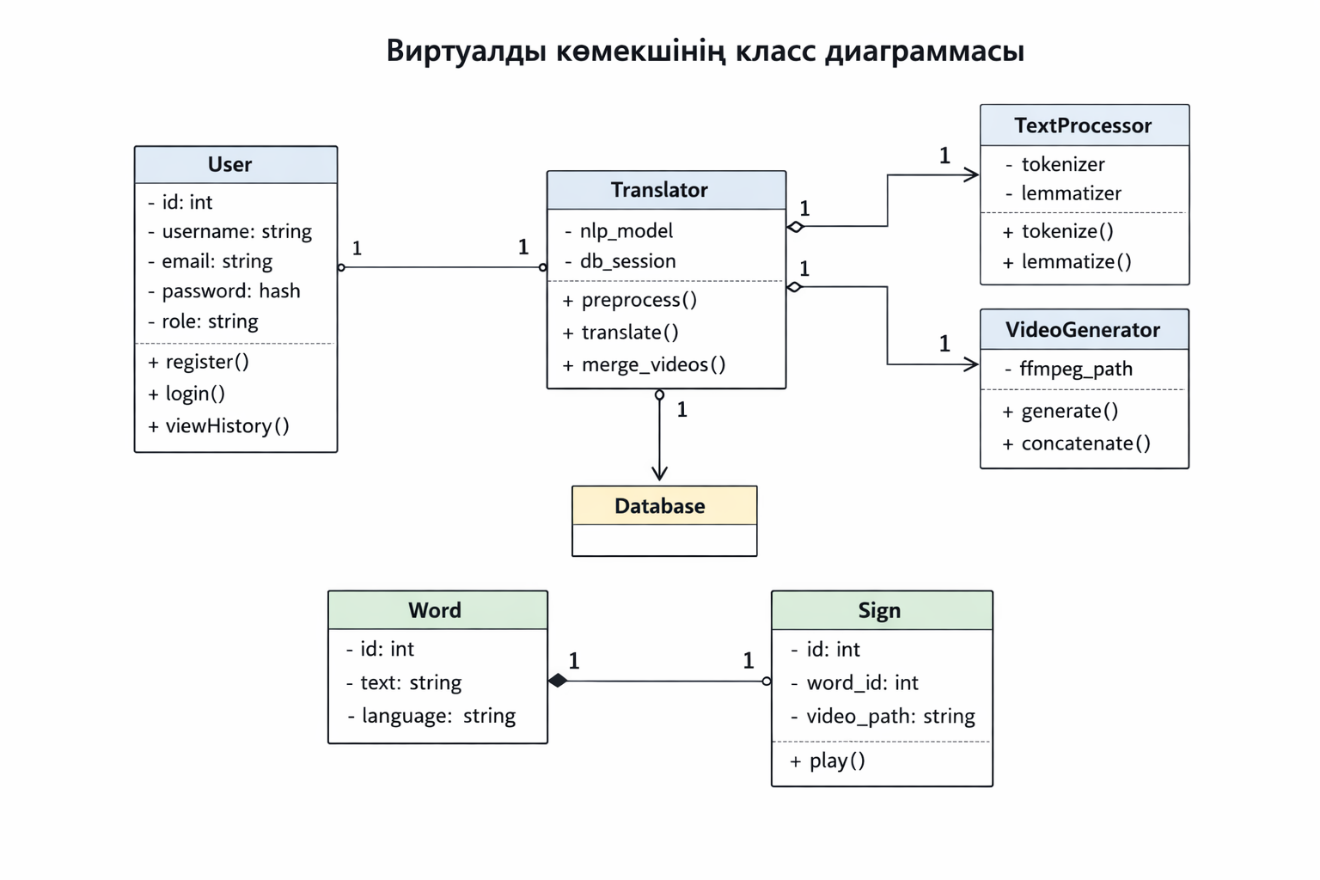 Виртуалды көмекшінің класс диаграммасы
User
- id: int
- username: string
- email: string
- password: hash
- role: string
+ register()
+ login()
+ viewHistory()
1
1
Translator
- nlp_model
- db_session
+ preprocess()
+ translate()
+ merge_videos()
1
1
TextProcessor
- tokenizer
- lemmatizer
+ tokenize()
+ lemmatize()
1
1
VideoGenerator
- ffmpeg_path
+ generate()
+ concatenate()
1
Database
Word
- id: int
- text: string
- language: string
1
1
Sign
- id: int
- word_id: int
- video_path: string
+ play()